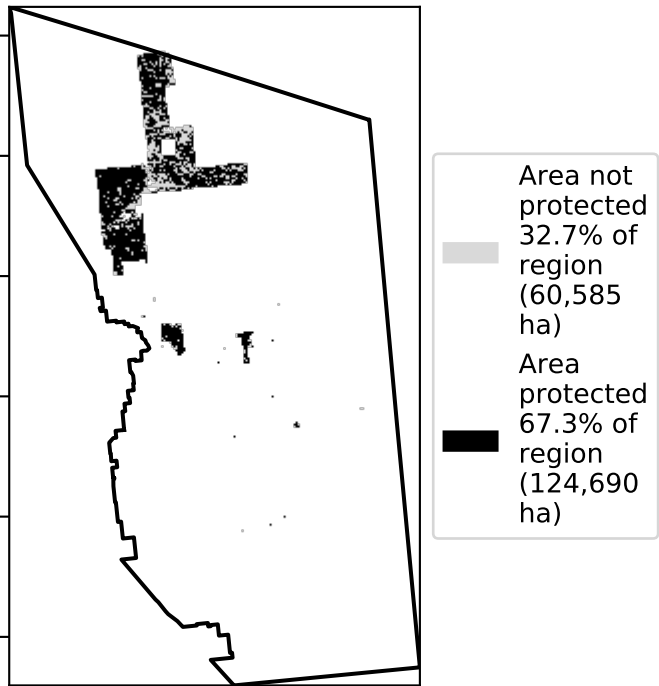 Area not
protected
32.7% of
region
(60,585
ha)
Area
protected
67.3% of
region
(124,690
ha)